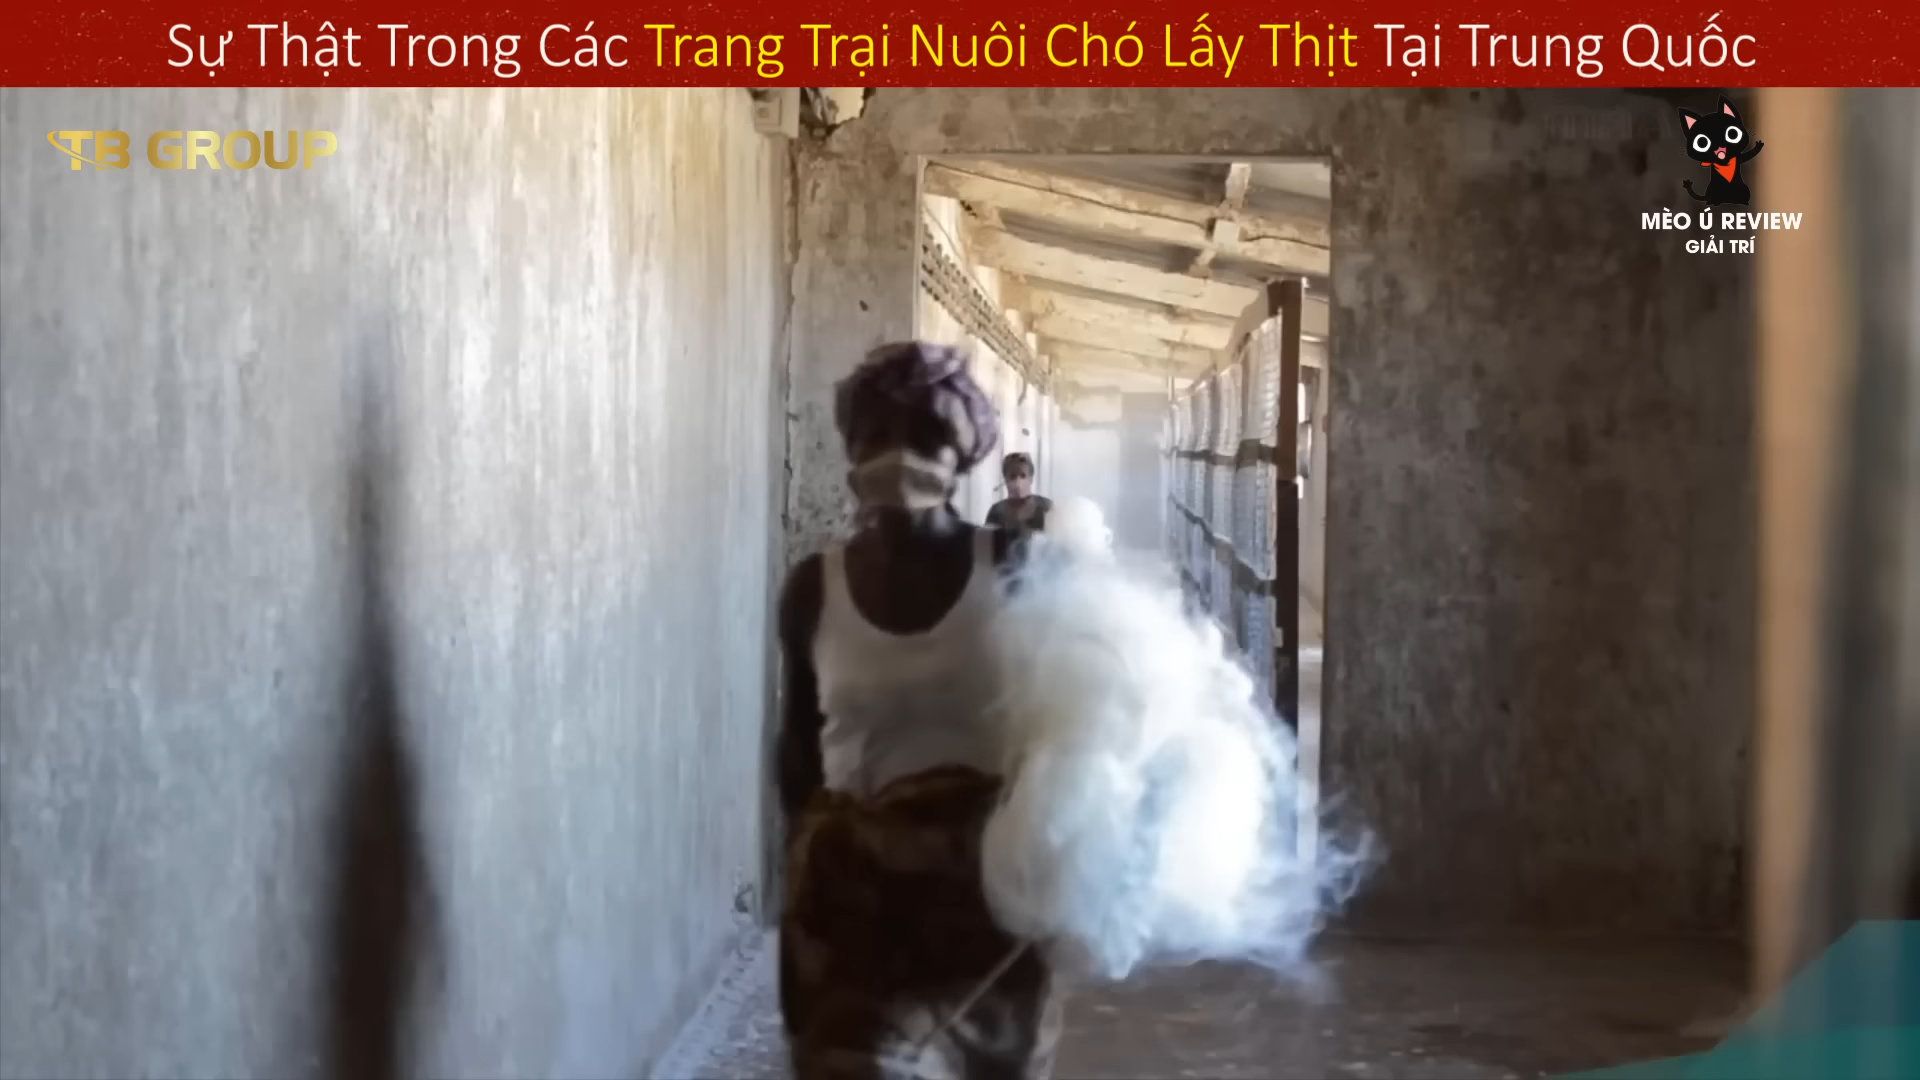 Sự Thật Trong Các Trang Trại Nuôi Chó Lấy Thịt Tại Trung Quốc
TB GROUP
MÈO Ú REVIEW
GIẢI TRÍ